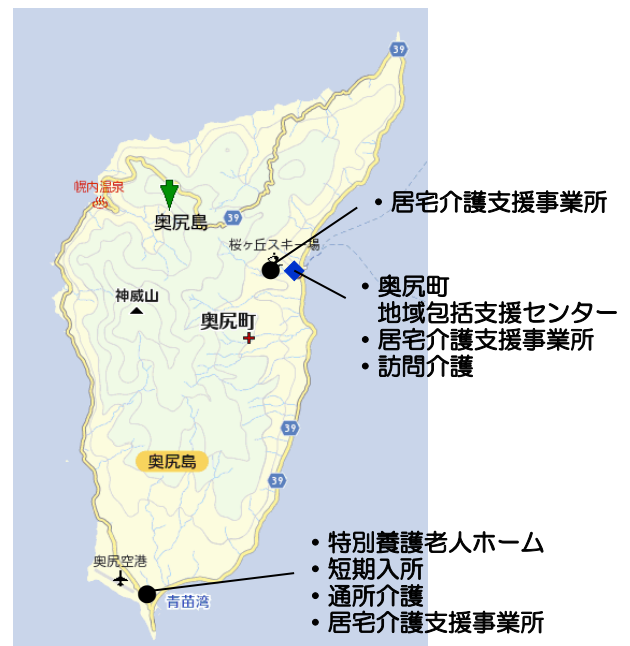 39
幌内温泉
奥尻島
39
・居宅介護支援事業所
桜ヶ丘スキー場
・奥尻町
地域包括支援センター
・居宅介護支援事業所
・訪問介護
神威山
奥尻町
39
奥尻島
39
・特別養護老人ホーム
・短期入所
・通所介護
・居宅介護支援事業所
奥尻空港
青苗湾